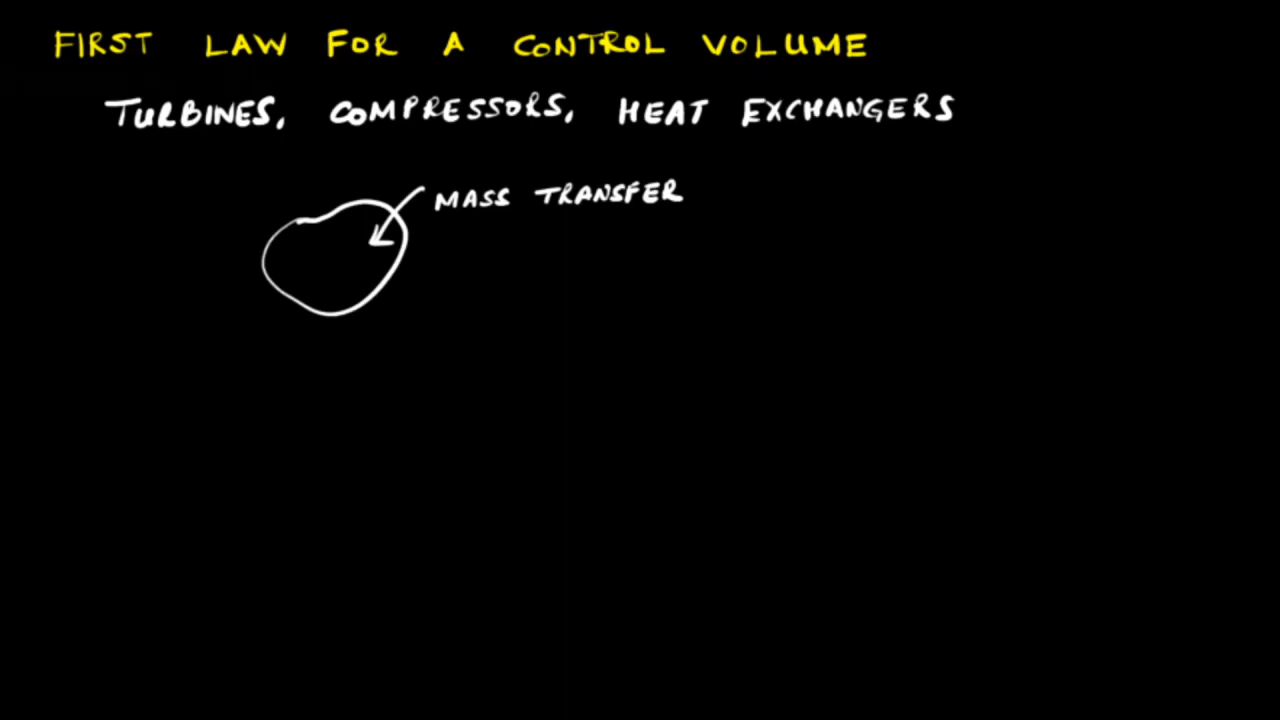 FIRST LAW FOR A CONTROL VOLUME
TURBINES, COMPRESSORS, HEAT EXCHANGERS
MASS TRANSFER